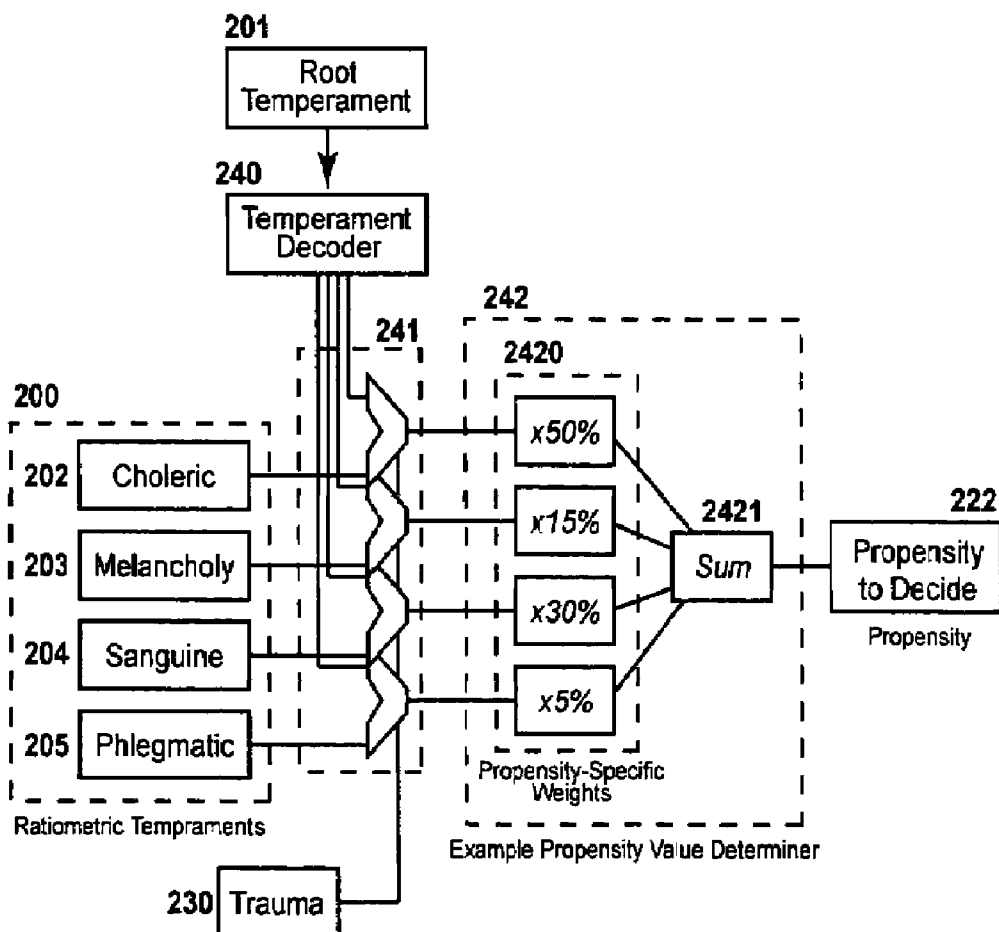 201
Root
Temperament
240
Temperament
Decoder
241
242
2420
200
202 Choleric
203 Melancholy
204 Sanguine
205 Phlegmatic
Ratiometric Tempraments
x50%
x15%
x30%
x5%
Propensity-Specific
Weights
2421
Sum
222
Propensity
to Decide
Propensity
Example Propensity Value Determiner
230 Trauma